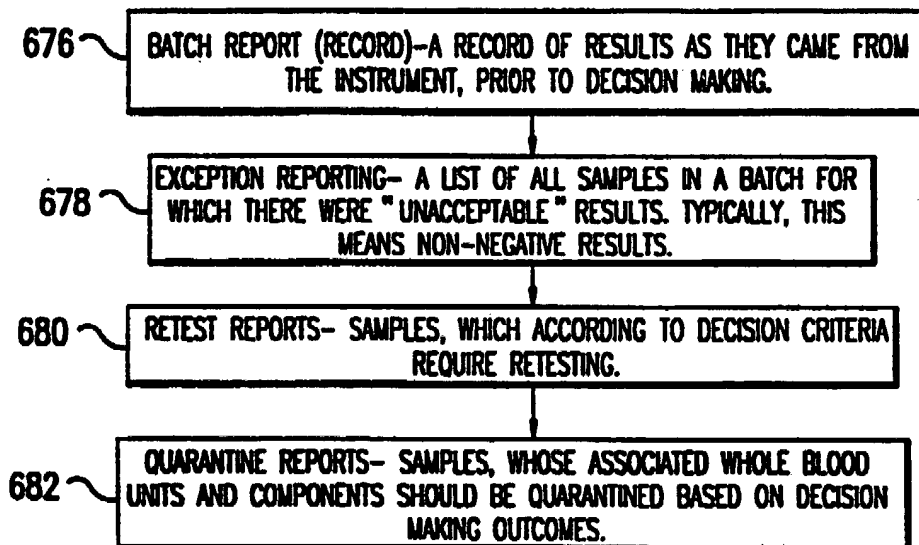 676
BATCH REPORT (RECORD)-A RECORD OF RESULTS AS THEY CAME FROM
THE INSTRUMENT, PRIOR TO DECISION MAKING.
678
EXCEPTION REPORTING- A LIST OF ALL SAMPLES IN A BATCH FOR
WHICH THERE WERE "UNACCEPTABLE" RESULTS. TYPICALLY, THIS
MEANS NON-NEGATIVE RESULTS.
680
RETEST REPORTS- SAMPLES, WHICH ACCORDING TO DECISION CRITERIA
REQUIRE RETESTING.
682
QUARANTINE REPORTS- SAMPLES, WHOSE ASSOCIATED WHOLE BLOOD
UNITS AND COMPONENTS SHOULD BE QUARANTINED BASED ON DECISION
MAKING OUTCOMES.